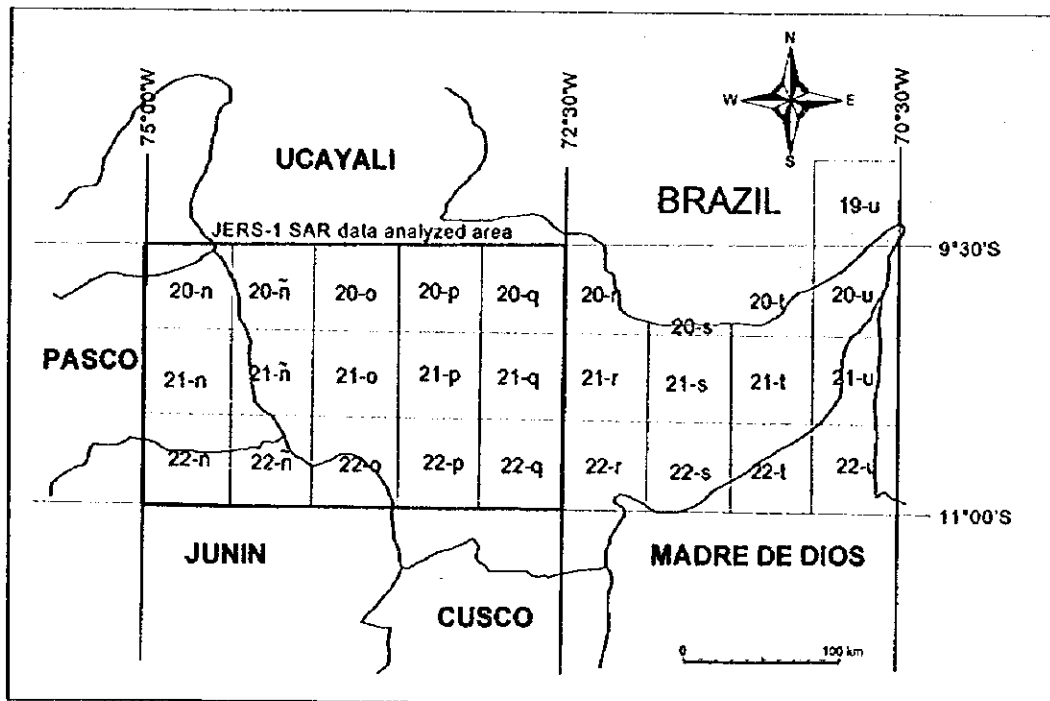 N
W E
S
75°00'W
72°30'W
70°30'W
UCAYALI
BRAZIL
19-u
JERS-1 SAR data analyzed area
9°30'S
20-n 20-ñ 20-o 20-p 20-q 20-r 20-s 20-t 20-u
PASCO
21-n 21-ñ 21-o 21-p 21-q 21-r 21-s 21-t 21-u
22-n 22-ñ 22-o 22-p 22-q 22-r 22-s 22-t 22-u
11°00'S
JUNIN
MADRE DE DIOS
CUSCO
0 100 km